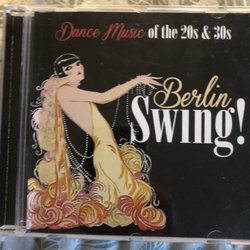 Dance Music of the 20s & 30s
Berlin
Swing!